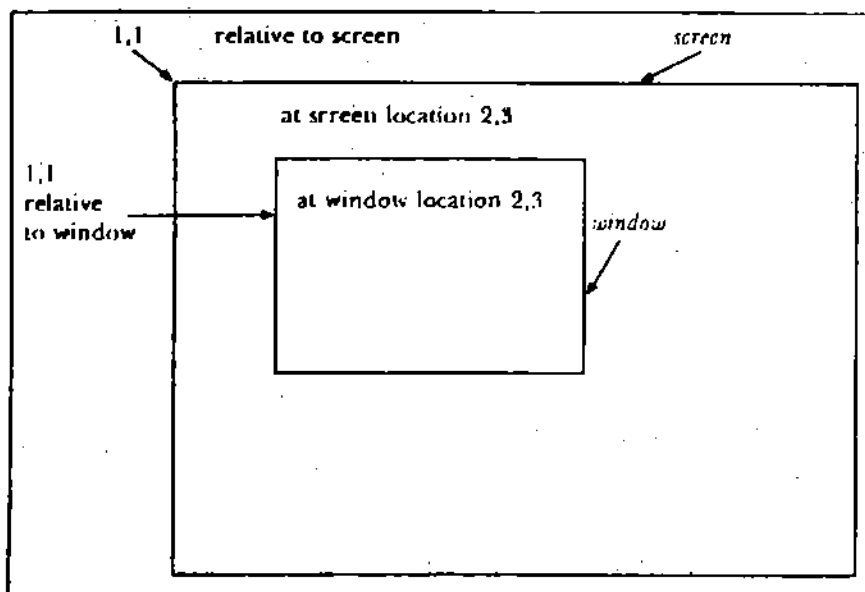 1,1 relative to screen
screen
at screen location 2,3
1,1
relative
to window
at window location 2,3
window